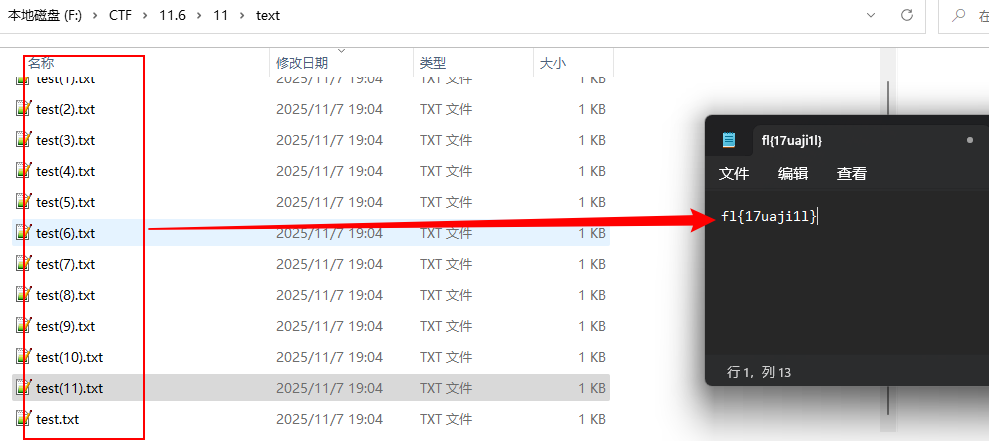 本地磁盘 (F:) > CTF > 11.6 > 11 > text
在
名称 修改日期 类型 大小
test(1).txt 2025/11/7 19:04 TXT 文件 1 KB
test(2).txt 2025/11/7 19:04 TXT 文件 1 KB
test(3).txt 2025/11/7 19:04 TXT 文件 1 KB
test(4).txt 2025/11/7 19:04 TXT 文件 1 KB
test(5).txt 2025/11/7 19:04 TXT 文件 1 KB
test(6).txt 2025/11/7 19:04 TXT 文件 1 KB
test(7).txt 2025/11/7 19:04 TXT 文件 1 KB
test(8).txt 2025/11/7 19:04 TXT 文件 1 KB
test(9).txt 2025/11/7 19:04 TXT 文件 1 KB
test(10).txt 2025/11/7 19:04 TXT 文件 1 KB
test(11).txt 2025/11/7 19:04 TXT 文件 1 KB
test.txt 2025/11/7 19:04 TXT 文件 1 KB
fl{17uaji1l}
文件 编辑 查看
fl{17uaji1l}
行 1, 列 13